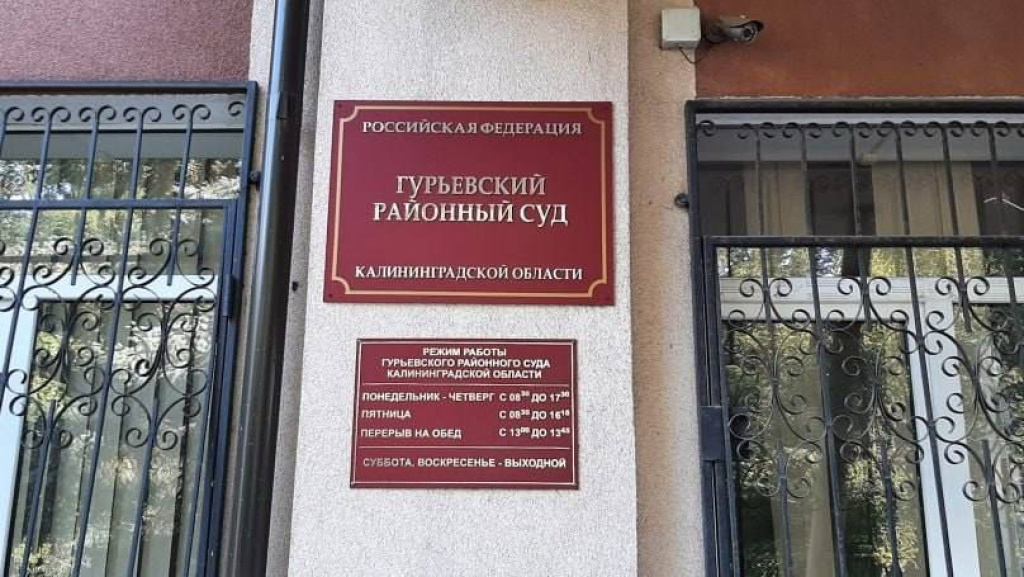 РОССИЙСКАЯ ФЕДЕРАЦИЯ
ГУРЬЕВСКИЙ
РАЙОННЫЙ СУД
КАЛИНИНГРАДСКОЙ ОБЛАСТИ
РЕЖИМ РАБОТЫ
ГУРЬЕВСКОГО РАЙОННОГО СУДА
КАЛИНИНГРАДСКОЙ ОБЛАСТИ
ПОНЕДЕЛЬНИК - ЧЕТВЕРГ С 08³⁰ ДО 17³⁰
ПЯТНИЦА С 08³⁰ ДО 16¹⁵
ПЕРЕРЫВ НА ОБЕД С 13⁰⁰ ДО 13⁴⁵
СУББОТА, ВОСКРЕСЕНЬЕ - ВЫХОДНОЙ